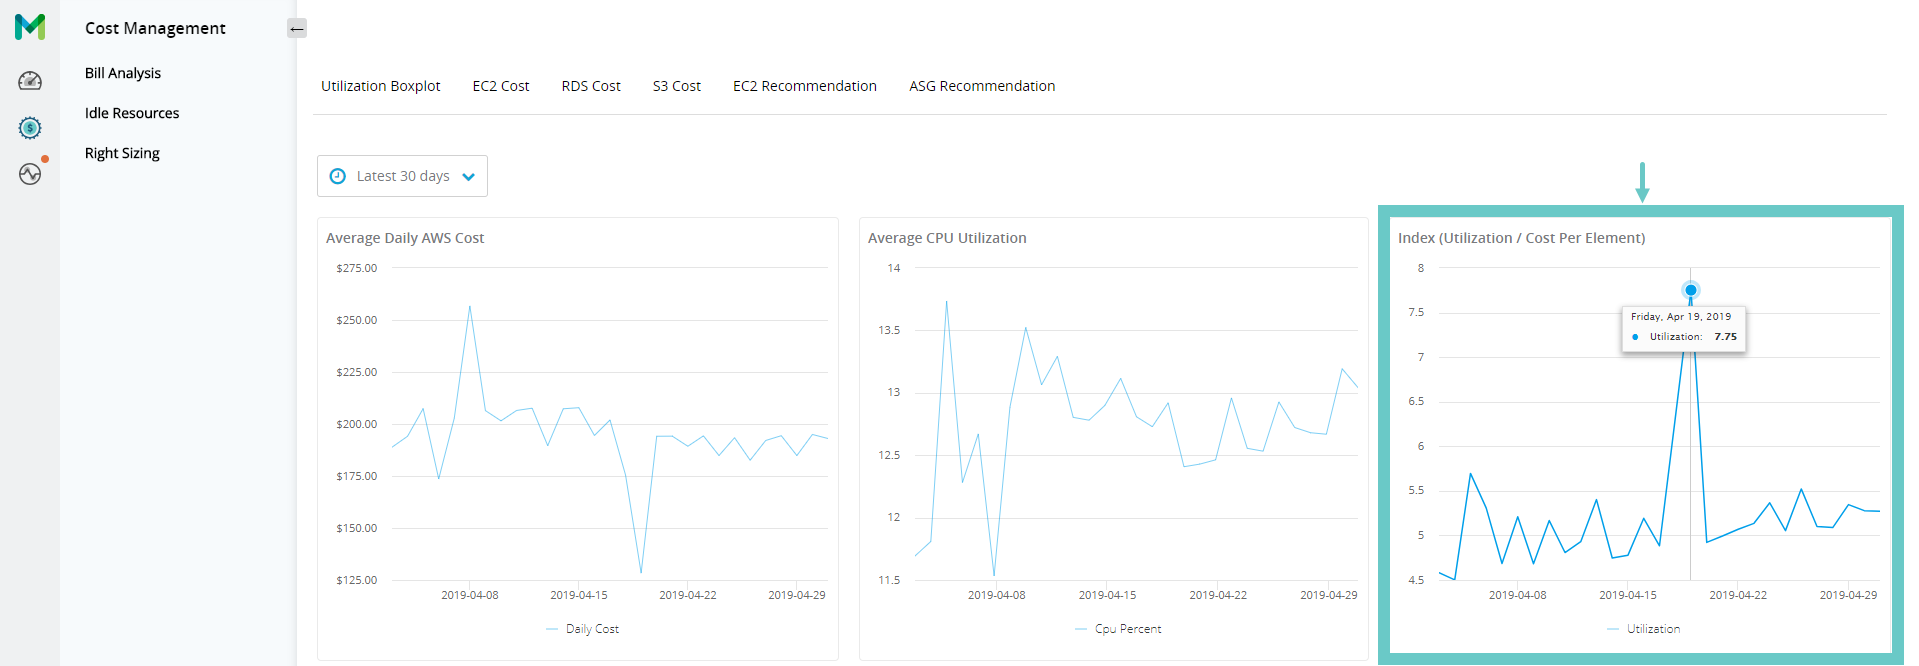 Cost Management
Bill Analysis
Idle Resources
Right Sizing
←
Utilization Boxplot EC2 Cost RDS Cost S3 Cost EC2 Recommendation ASG Recommendation
Latest 30 days
Average Daily AWS Cost
$275.00
$250.00
$225.00
$200.00
$175.00
$150.00
$125.00
2019-04-08 2019-04-15 2019-04-22 2019-04-29
Daily Cost
Average CPU Utilization
14
13.5
13
12.5
12
11.5
2019-04-08 2019-04-15 2019-04-22 2019-04-29
Cpu Percent
Index (Utilization / Cost Per Element)
8
7.5
7
6.5
6
5.5
5
4.5
Friday, Apr 19, 2019
Utilization: 7.75
2019-04-08 2019-04-15 2019-04-22 2019-04-29
Utilization